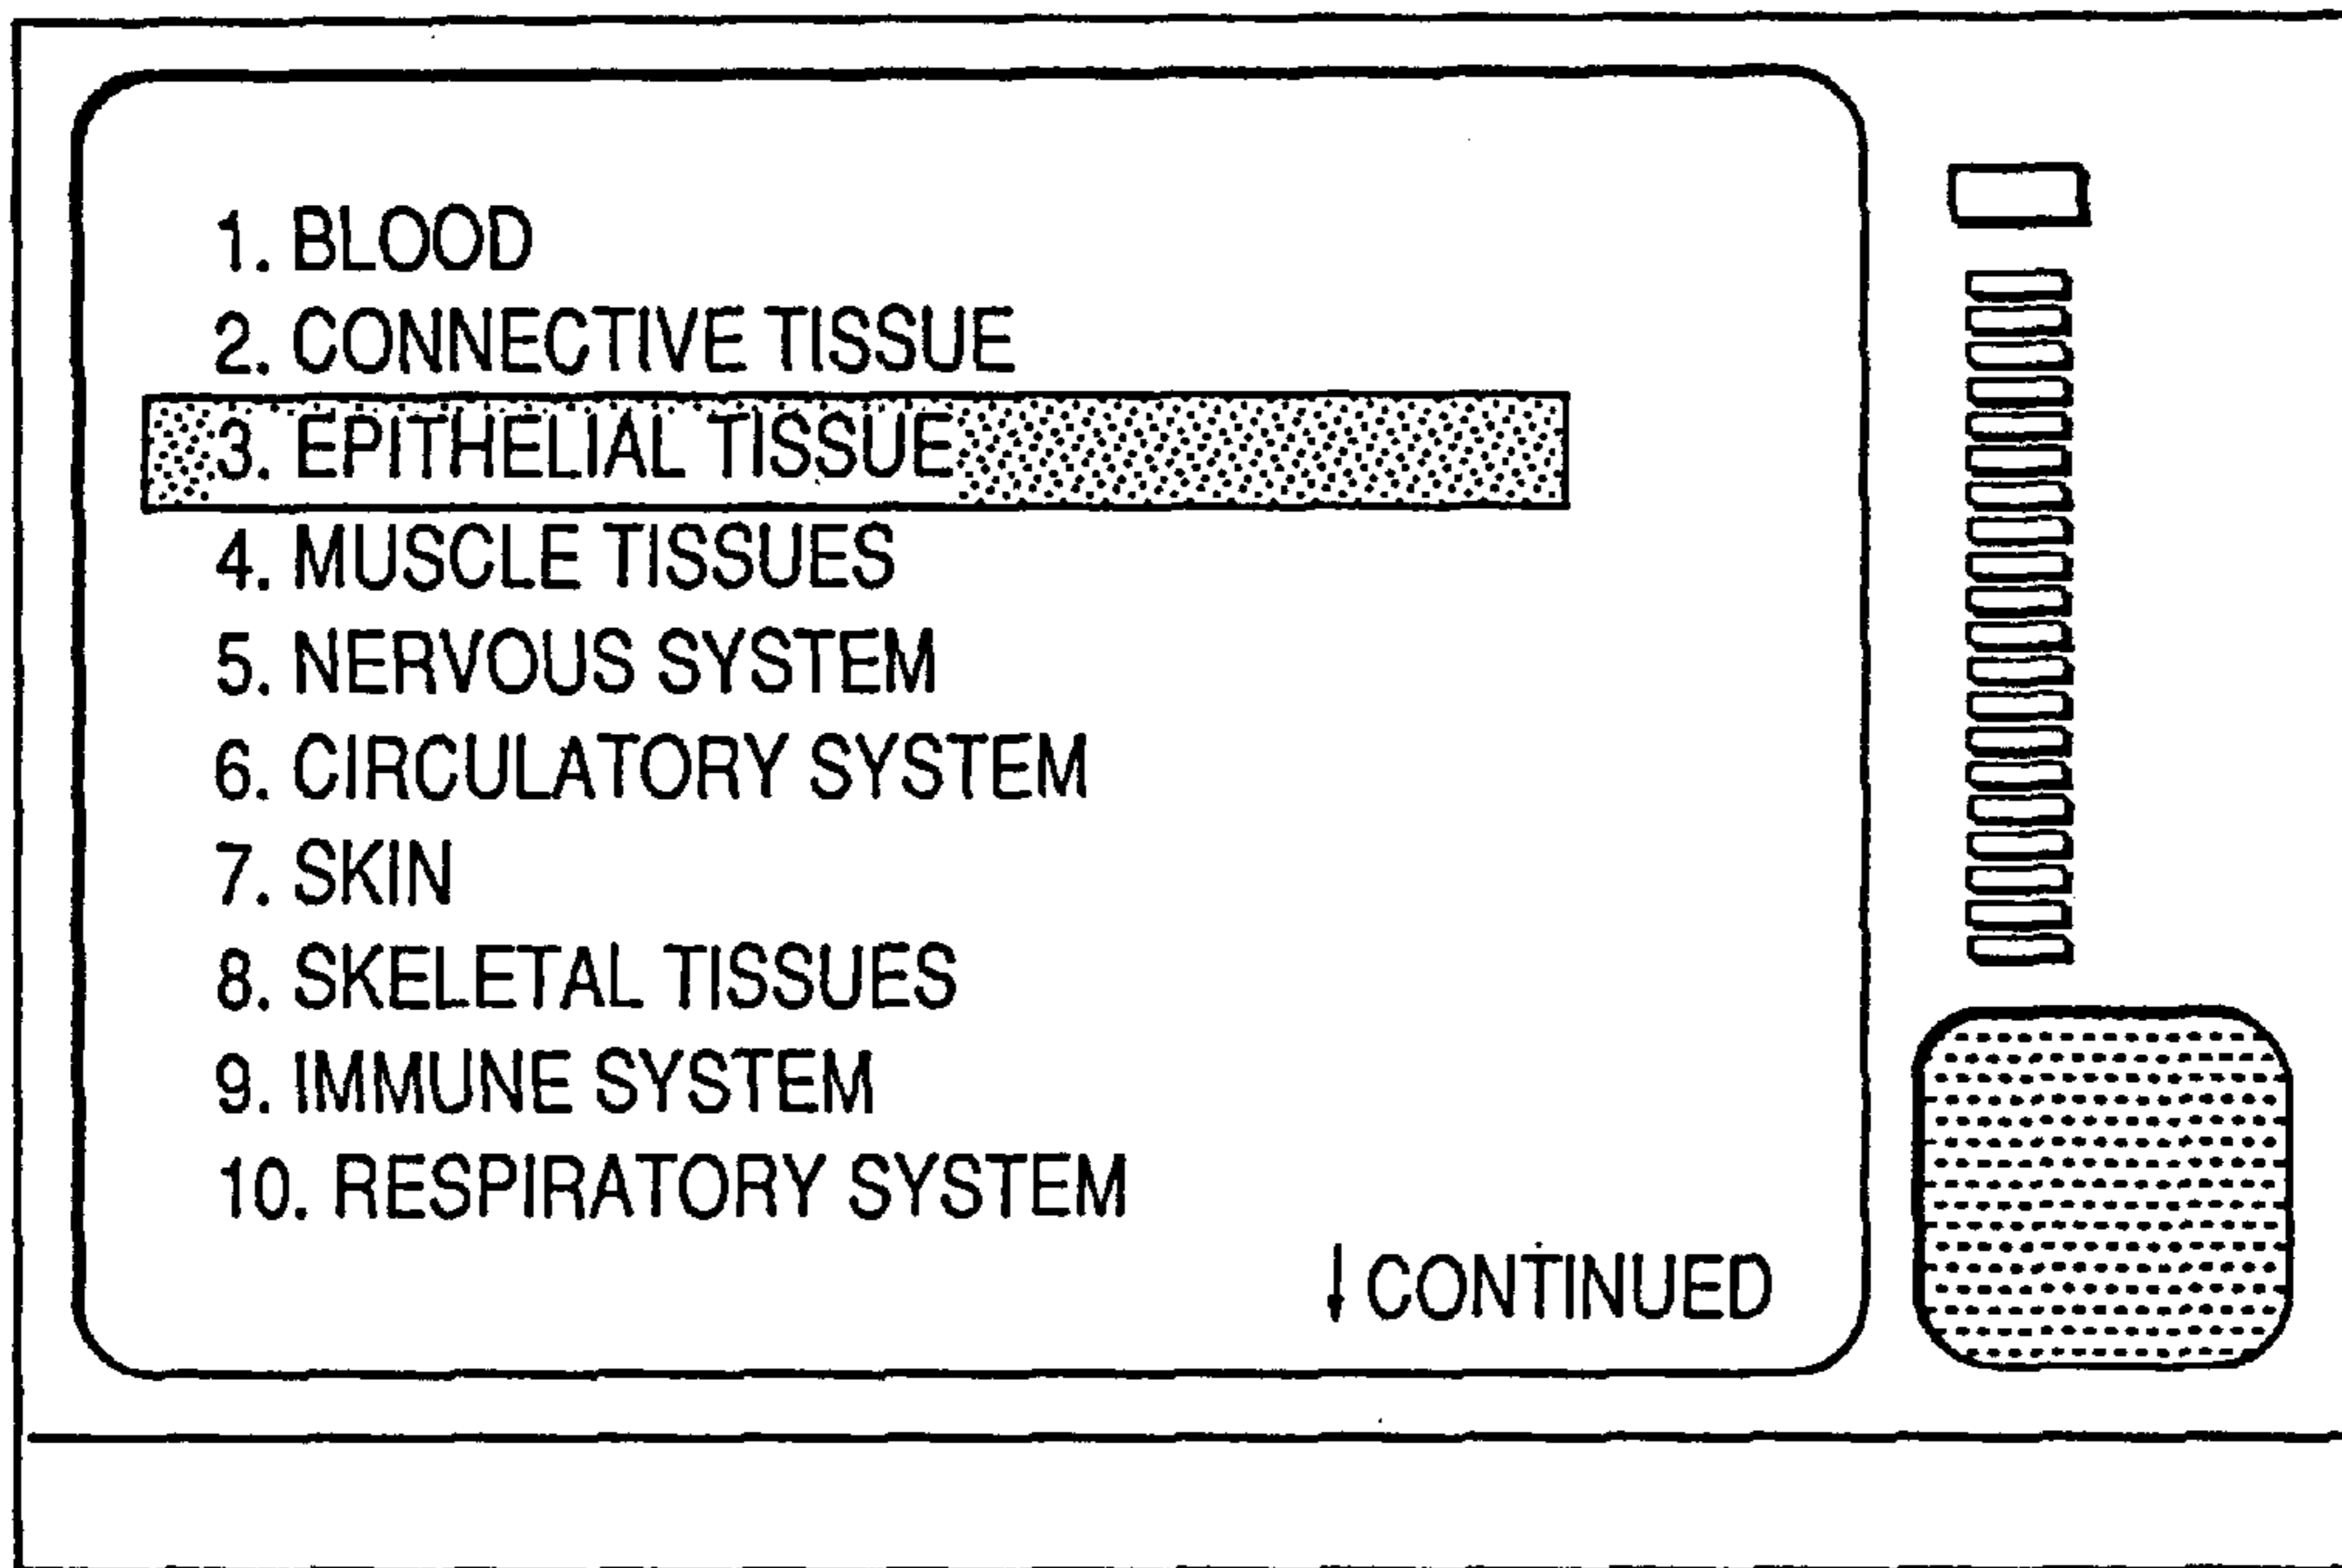 1. BLOOD
2. CONNECTIVE TISSUE
3. EPITHELIAL TISSUE
4. MUSCLE TISSUES
5. NERVOUS SYSTEM
6. CIRCULATORY SYSTEM
7. SKIN
8. SKELETAL TISSUES
9. IMMUNE SYSTEM
10. RESPIRATORY SYSTEM
↓ CONTINUED